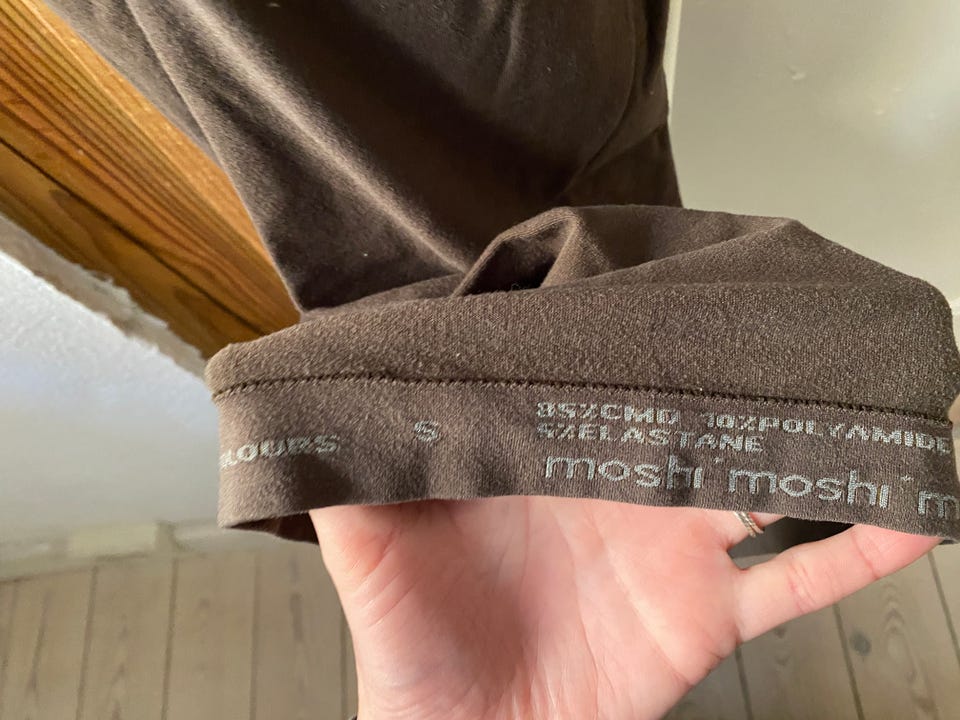 OLOURS S
85%CMD 10%POLYAMIDE
5%ELASTANE
moshi moshi m